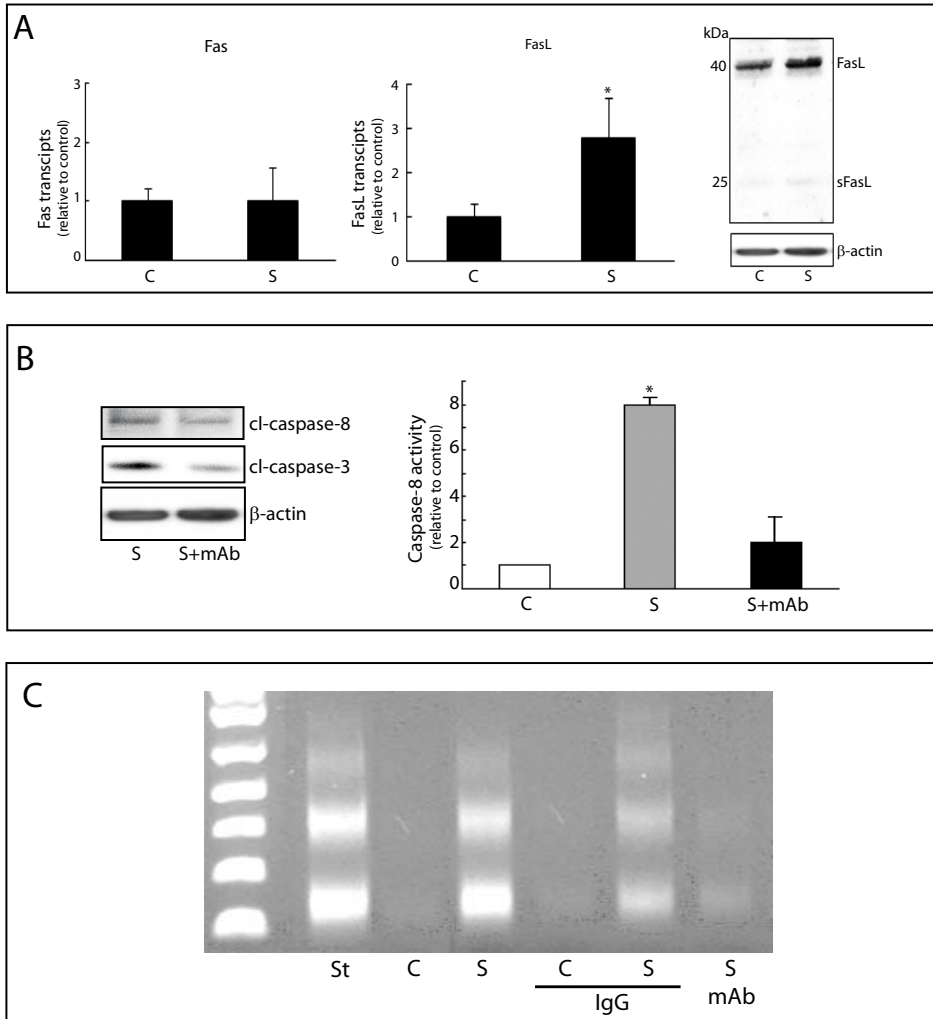 A
Fas
Fas transcipts
(relative to control)
3
2
1
0
C S
FasL
FasL transcripts
(relative to control)
4
3
2
1
0
*
C S
kDa
40
FasL
25
sFasL
β-actin
C S
B
cl-caspase-8
cl-caspase-3
β-actin
S S+mAb
Caspase-8 activity
(relative to control)
8
6
4
2
0
*
C S S+mAb
C
St C S C S S
IgG mAb